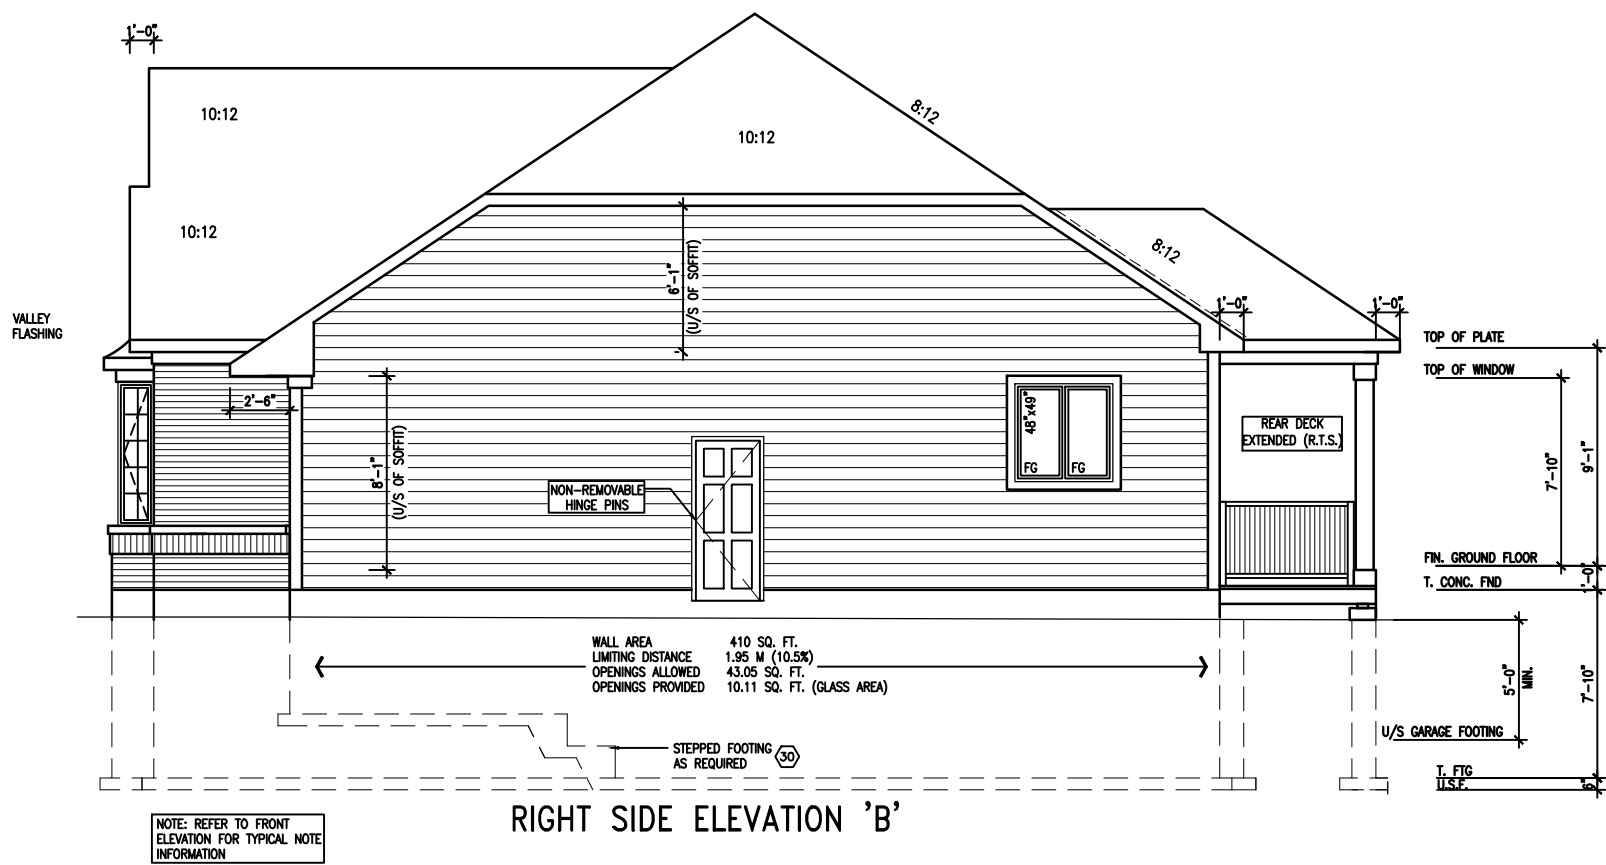 1'-0"
10:12
10:12
8:12
10:12
8:12
6'-1"
(U/S OF SOFFIT)
1'-0"
1'-0"
VALLEY
FLASHING
TOP OF PLATE
TOP OF WINDOW
2'-6"
48"x49"
FG
FG
REAR DECK
EXTENDED (R.T.S.)
8'-1"
(U/S OF SOFFIT)
7'-10"
9'-1"
NON-REMOVABLE
HINGE PINS
FIN. GROUND FLOOR
T. CONC. FND
1'-0"
WALL AREA 410 SQ. FT.
LIMITING DISTANCE 1.95 M (10.5%)
OPENINGS ALLOWED 43.05 SQ. FT.
OPENINGS PROVIDED 10.11 SQ. FT. (GLASS AREA)
5'-0"
MIN.
7'-10"
U/S GARAGE FOOTING
STEPPED FOOTING
AS REQUIRED
30
T. FTG
U.S.F.
6"
RIGHT SIDE ELEVATION 'B'
NOTE: REFER TO FRONT
ELEVATION FOR TYPICAL NOTE
INFORMATION